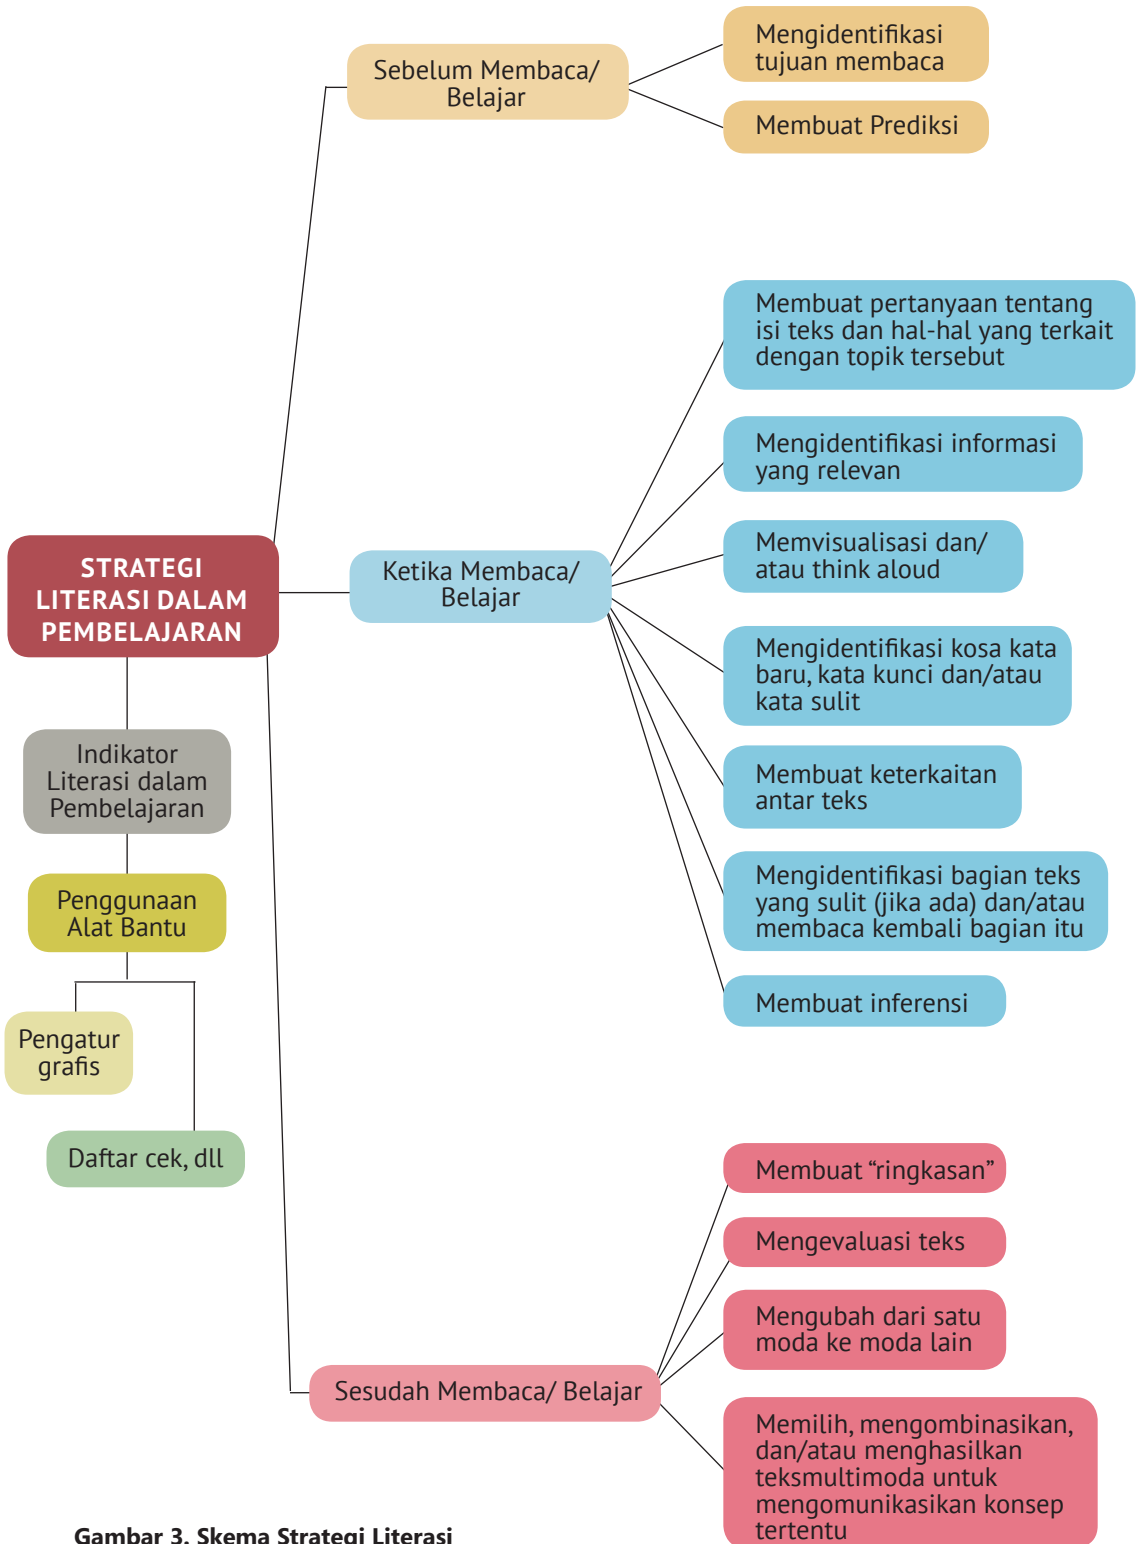 Sebelum Membaca/
Belajar
Mengidentifikasi
tujuan membaca
Membuat Prediksi
STRATEGI
LITERASI DALAM
PEMBELAJARAN
Ketika Membaca/
Belajar
Membuat pertanyaan tentang
isi teks dan hal-hal yang terkait
dengan topik tersebut
Mengidentifikasi informasi
yang relevan
Memvisualisasi dan/
atau think aloud
Mengidentifikasi kosa kata
baru, kata kunci dan/atau
kata sulit
Membuat keterkaitan
antar teks
Mengidentifikasi bagian teks
yang sulit (jika ada) dan/atau
membaca kembali bagian itu
Membuat inferensi
Indikator
Literasi dalam
Pembelajaran
Penggunaan
Alat Bantu
Pengatur
grafis
Daftar cek, dll
Sesudah Membaca/ Belajar
Membuat “ringkasan”
Mengevaluasi teks
Mengubah dari satu
moda ke moda lain
Memilih, mengombinasikan,
dan/atau menghasilkan
teksmultimoda untuk
mengomunikasikan konsep
tertentu
Gambar 3. Skema Strategi Literasi